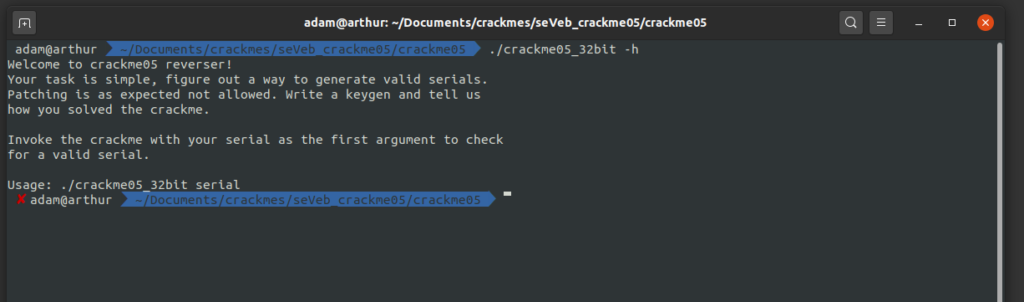 adam@arthur: ~/Documents/crackmes/seVeb_crackme05/crackme05
adam@arthur ~/Documents/crackmes/seVeb_crackme05/crackme05 ./crackme05_32bit -h
Welcome to crackme05 reverser!
Your task is simple, figure out a way to generate valid serials.
Patching is as expected not allowed. Write a keygen and tell us
how you solved the crackme.
Invoke the crackme with your serial as the first argument to check
for a valid serial.
Usage: ./crackme05_32bit serial
✘ adam@arthur ~/Documents/crackmes/seVeb_crackme05/crackme05